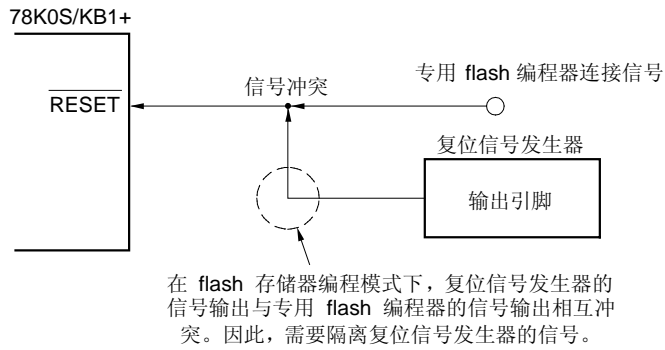 78K0S/KB1+
专用 flash 编程器连接信号
信号冲突
RESET
复位信号发生器
输出引脚
在 flash 存储器编程模式下，复位信号发生器的
信号输出与专用 flash 编程器的信号输出相互冲
突。因此，需要隔离复位信号发生器的信号。